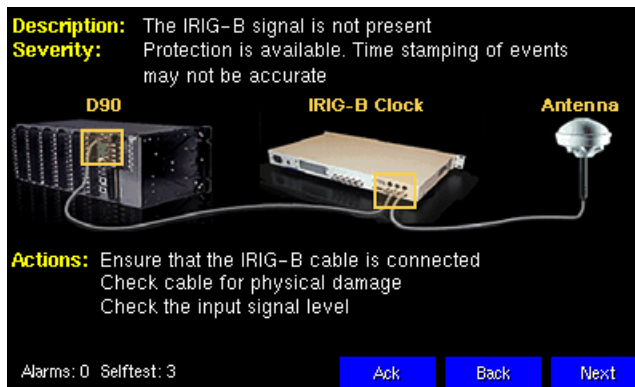 Description: The IRIG-B signal is not present
Severity: Protection is available. Time stamping of events
may not be accurate
D90 IRIG-B Clock Antenna
Actions: Ensure that the IRIG-B cable is connected
Check cable for physical damage
Check the input signal level
Alarms: 0 Selftest: 3 Ack Back Next